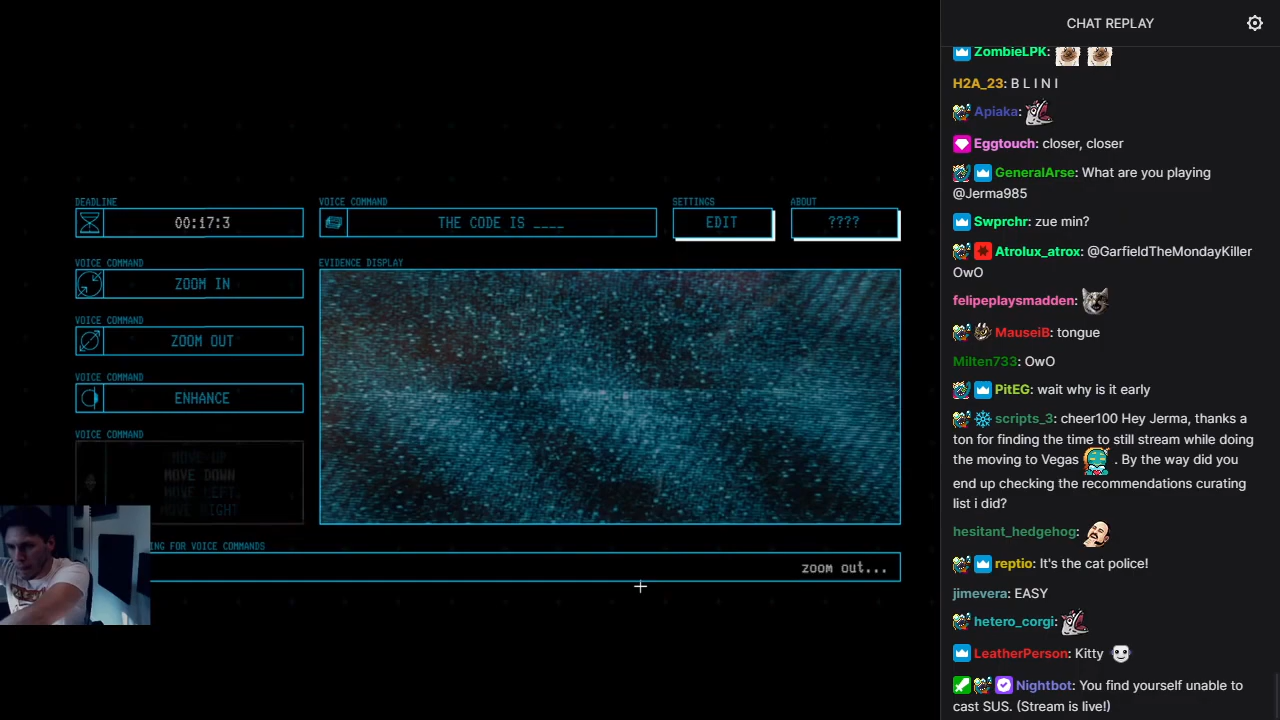 CHAT REPLAY
ZombieLPK:
H2A_23: B L I N I
Apiaka:
Eggtouch: closer, closer
GeneralArse: What are you playing
@Jerma985
Swprchr: zue min?
Atrolux_atrox: @GarfieldTheMondayKiller
OwO
felipeplaysmadden:
MauseiB: tongue
Milten733: OwO
PitEG: wait why is it early
scripts_3: cheer100 Hey Jerma, thanks a
ton for finding the time to still stream while doing
the moving to Vegas . By the way did you
end up checking the recommendations curating
list i did?
hesitant_hedgehog:
reptio: It's the cat police!
jimevera: EASY
hetero_corgi:
LeatherPerson: Kitty
Nightbot: You find yourself unable to
cast SUS. (Stream is live!)
DEADLINE
00:17:3
VOICE COMMAND
THE CODE IS ____
SETTINGS
EDIT
ABOUT
????
VOICE COMMAND
ZOOM IN
VOICE COMMAND
ZOOM OUT
VOICE COMMAND
ENHANCE
VOICE COMMAND
MOVE UP
MOVE DOWN
MOVE LEFT
MOVE RIGHT
EVIDENCE DISPLAY
ING FOR VOICE COMMANDS
zoom out...